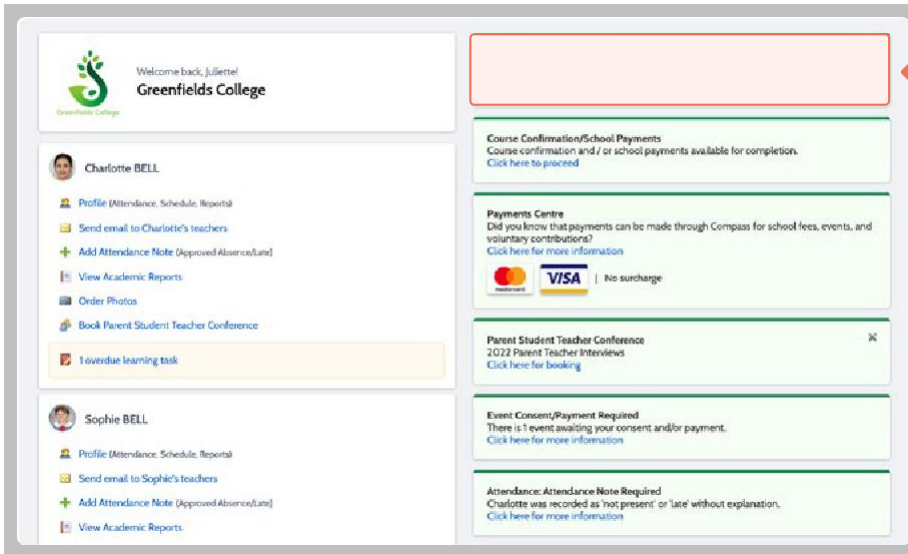 Welcome back, Juliette!
Greenfields College
Greenfields College
Charlotte BELL
Profile (Attendance, Schedule, Reports)
Send email to Charlotte's teachers
Add Attendance Note (Approved Absence/Late)
View Academic Reports
Order Photos
Book Parent Student Teacher Conference
1 overdue learning task
Sophie BELL
Profile (Attendance, Schedule, Reports)
Send email to Sophie's teachers
Add Attendance Note (Approved Absence/Late)
View Academic Reports
Course Confirmation/School Payments
Course confirmation and / or school payments available for completion.
Click here to proceed
Payments Centre
Did you know that payments can be made through Compass for school fees, events, and
voluntary contributions?
Click here for more information
mastercard
VISA | No surcharge
Parent Student Teacher Conference
2022 Parent Teacher Interviews
Click here for booking
Event Consent/Payment Required
There is 1 event awaiting your consent and/or payment.
Click here for more information
Attendance: Attendance Note Required
Charlotte was recorded as 'not present' or 'late' without explanation.
Click here for more information